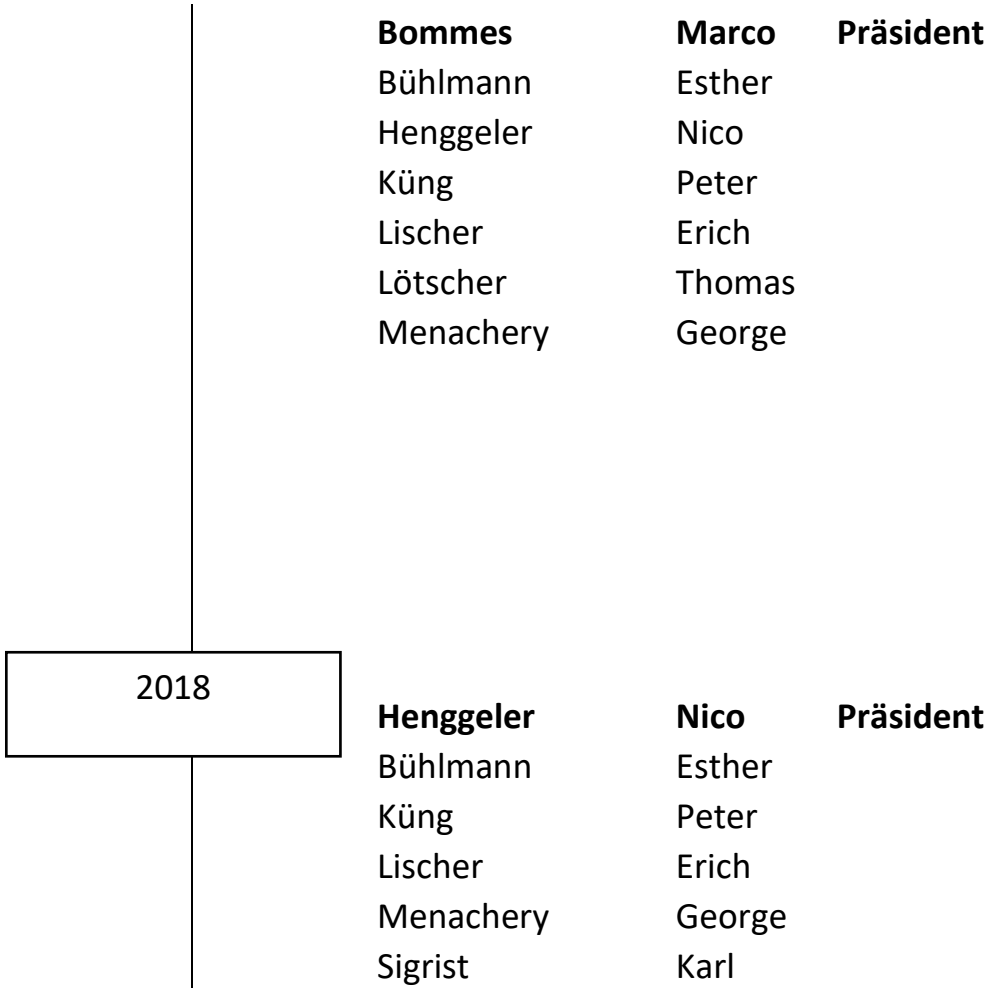 Bommes Marco Präsident
Bühlmann Esther
Henggeler Nico
Küng Peter
Lischer Erich
Lötscher Thomas
Menachery George
2018
Henggeler Nico Präsident
Bühlmann Esther
Küng Peter
Lischer Erich
Menachery George
Sigrist Karl